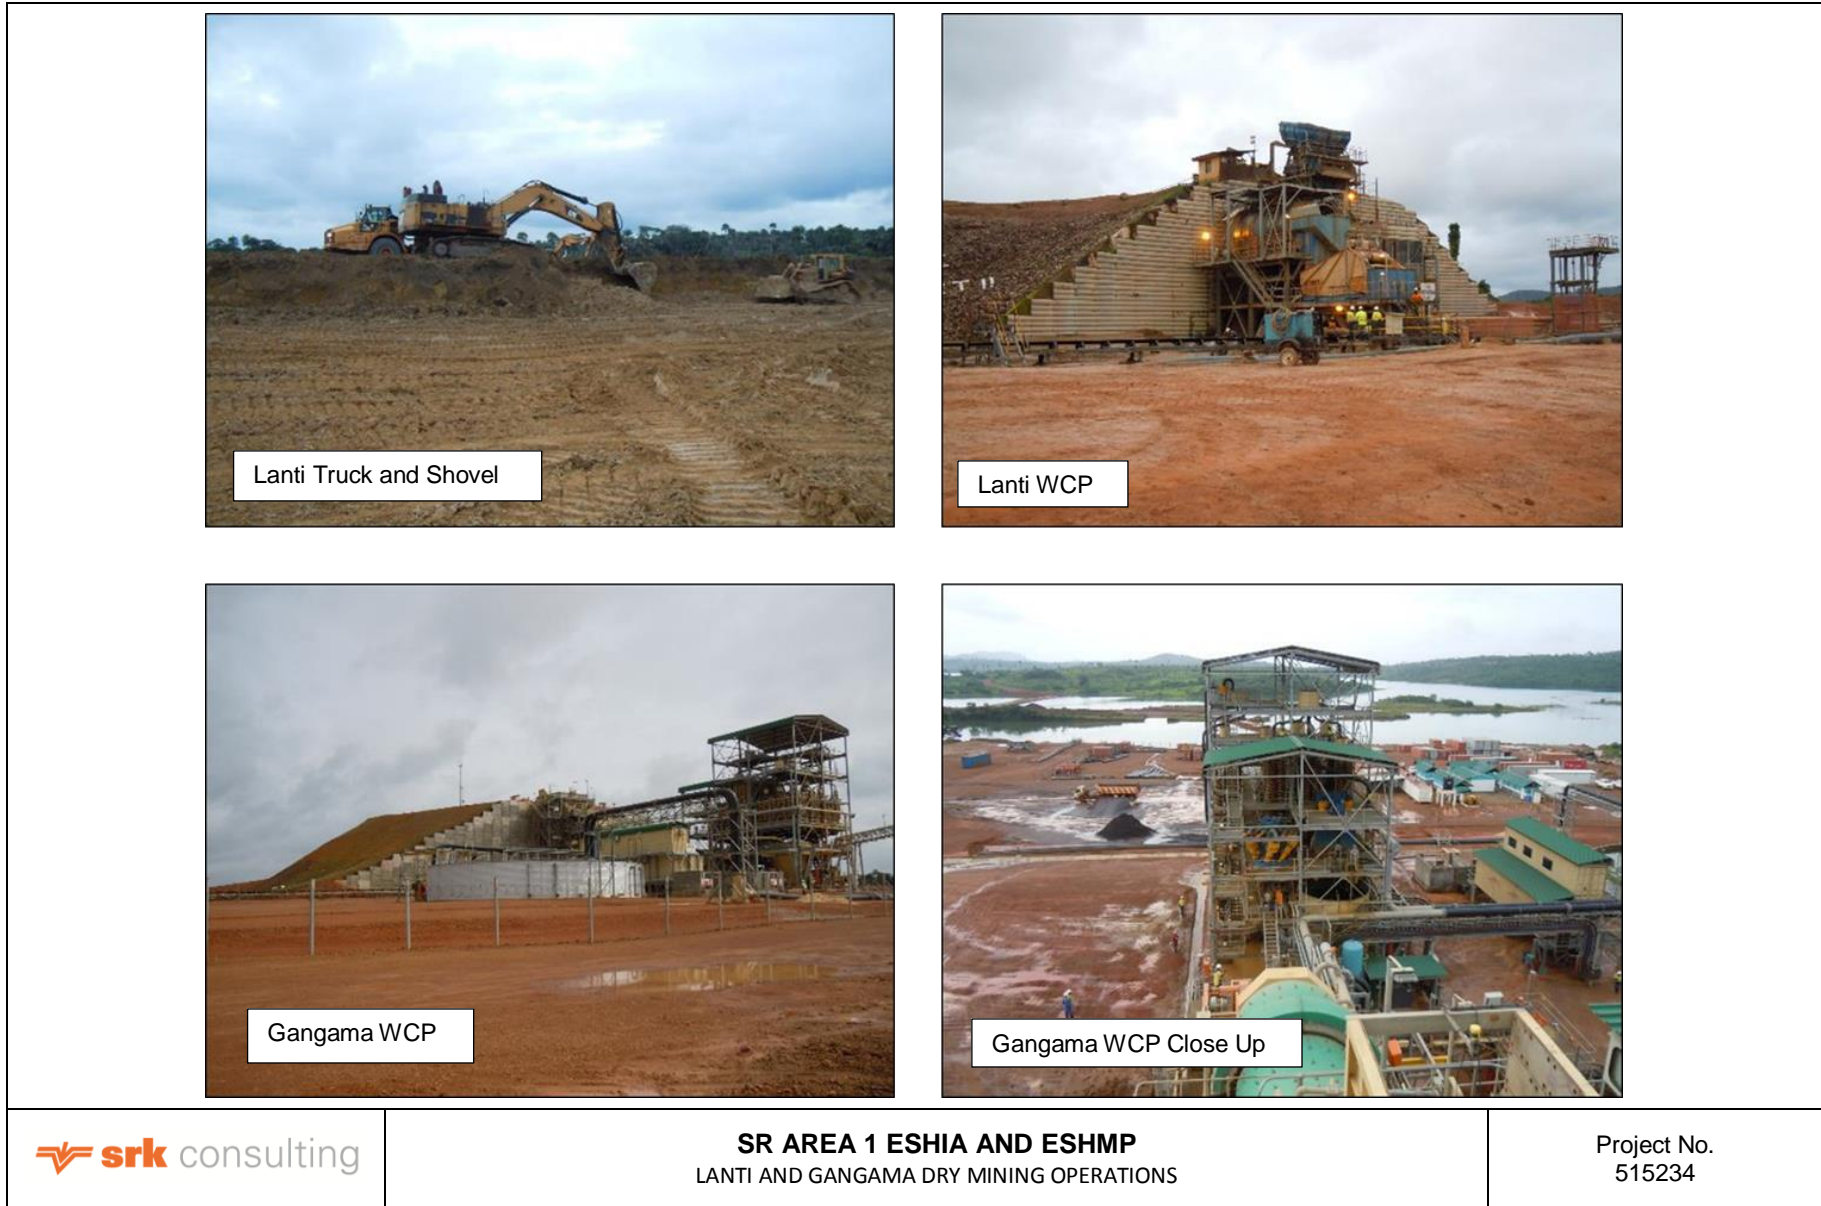 Lanti Truck and Shovel
Lanti WCP
Gangama WCP
Gangama WCP Close Up
srk consulting
SR AREA 1 ESHIA AND ESHMP
LANTI AND GANGAMA DRY MINING OPERATIONS
Project No.
515234